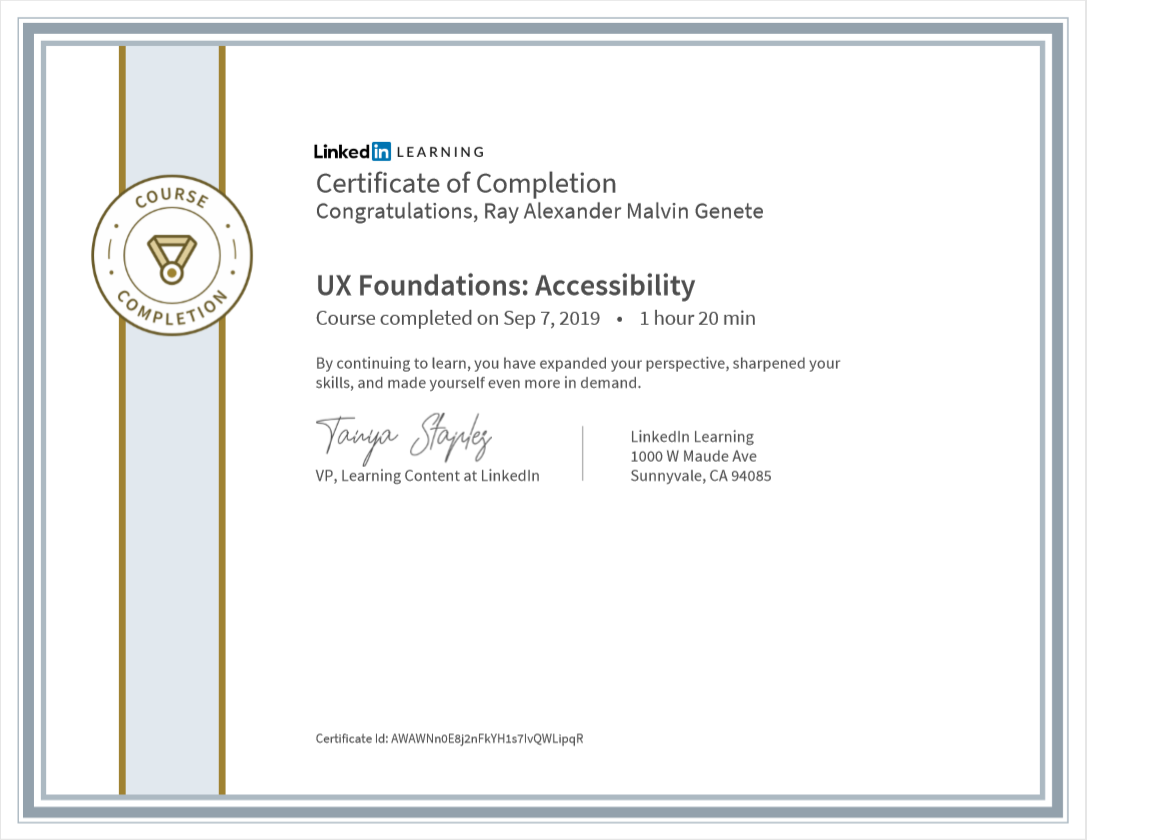 COURSE
COMPLETION
Linked in LEARNING
Certificate of Completion
Congratulations, Ray Alexander Malvin Genete
UX Foundations: Accessibility
Course completed on Sep 7, 2019 • 1 hour 20 min
By continuing to learn, you have expanded your perspective, sharpened your
skills, and made yourself even more in demand.
Tanya Staples
VP, Learning Content at LinkedIn
LinkedIn Learning
1000 W Maude Ave
Sunnyvale, CA 94085
Certificate Id: AWAWNn0E8j2nFkYH1s7IvQWLipqR